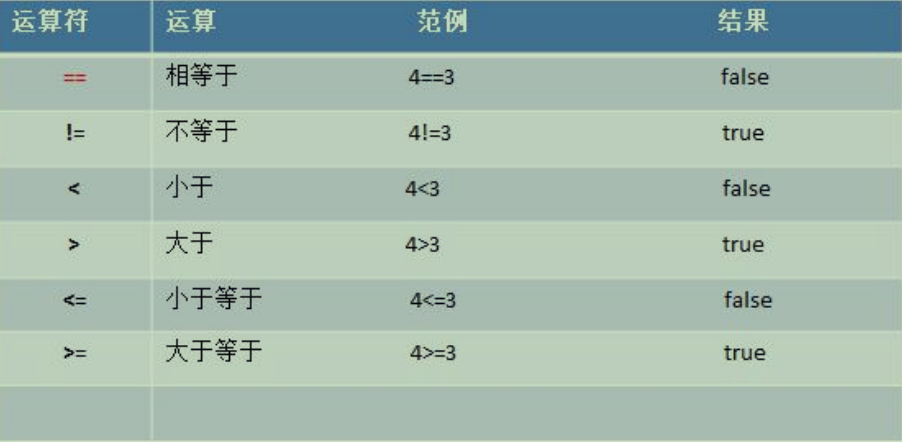 运算符 运算 范例 结果
== 相等于 4==3 false
!= 不等于 4!=3 true
< 小于 4<3 false
> 大于 4>3 true
<= 小于等于 4<=3 false
>= 大于等于 4>=3 true